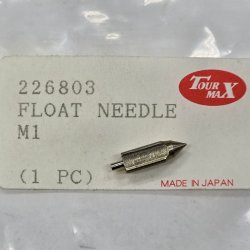 226803
TOUR MAX
FLOAT NEEDLE
M1
(1 PC)
MADE IN JAPAN